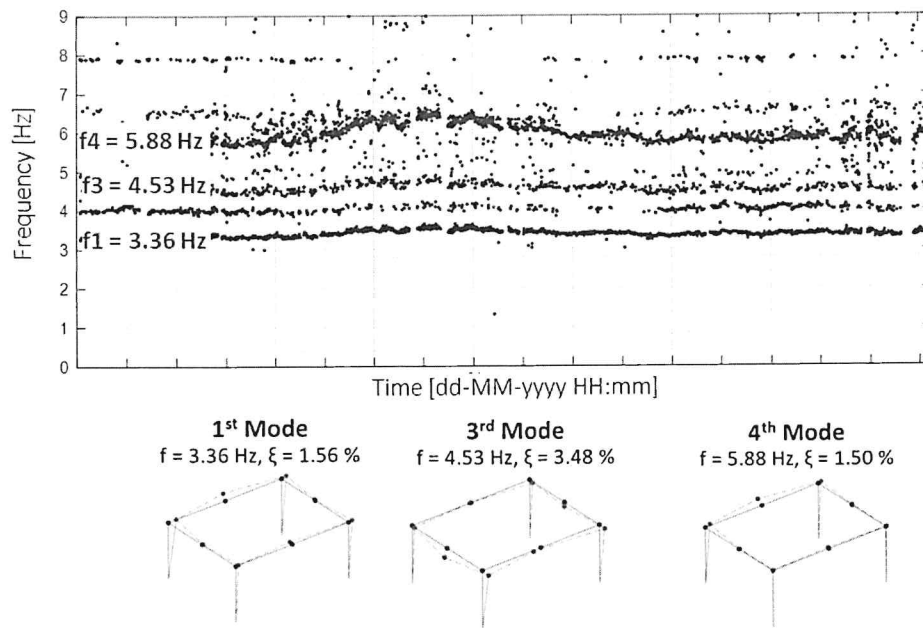 9
8
7
6
f4 = 5.88 Hz
5
f3 = 4.53 Hz
4
f1 = 3.36 Hz
3
2
1
0
Frequency [Hz]
Time [dd-MM-yyyy HH:mm]
1st Mode
f = 3.36 Hz, ξ = 1.56 %
3rd Mode
f = 4.53 Hz, ξ = 3.48 %
4th Mode
f = 5.88 Hz, ξ = 1.50 %